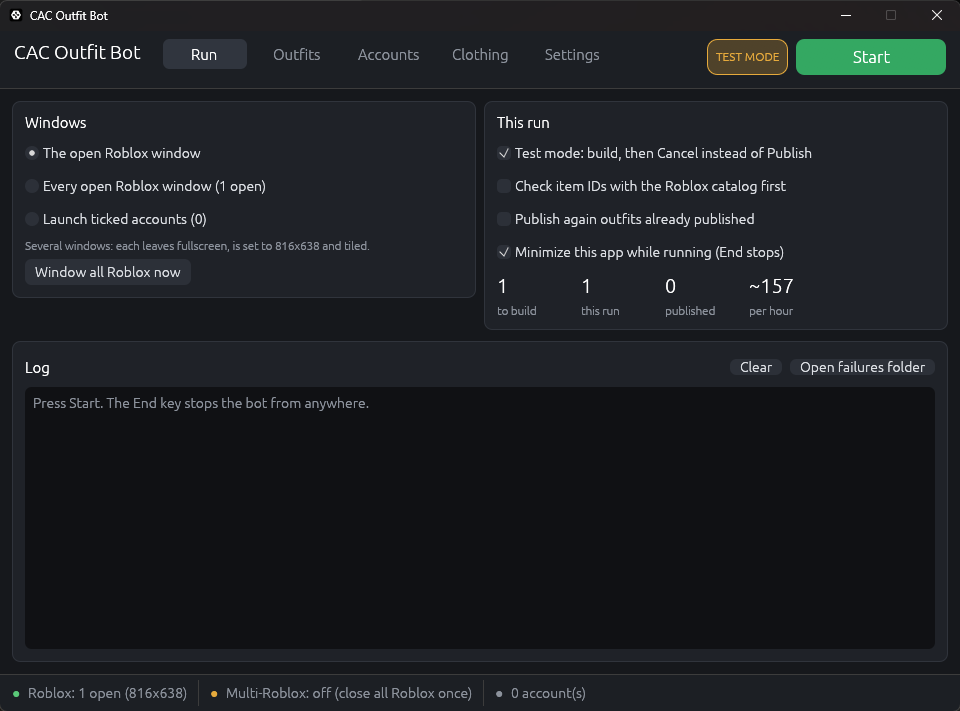 CAC Outfit Bot
CAC Outfit Bot
Run
Outfits
Accounts
Clothing
Settings
TEST MODE
Start
Windows
The open Roblox window
Every open Roblox window (1 open)
Launch ticked accounts (0)
Several windows: each leaves fullscreen, is set to 816x638 and tiled.
Window all Roblox now
This run
Test mode: build, then Cancel instead of Publish
Check item IDs with the Roblox catalog first
Publish again outfits already published
Minimize this app while running (End stops)
1 1 0 ~157
to build this run published per hour
Log
Clear
Open failures folder
Press Start. The End key stops the bot from anywhere.
Roblox: 1 open (816x638)
Multi-Roblox: off (close all Roblox once)
0 account(s)